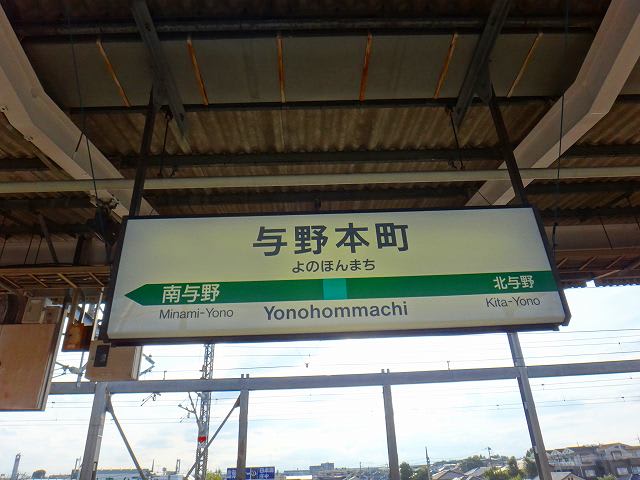 与野本町
よのほんまち
南与野
北与野
Minami-Yono
Yonohommachi
Kita-Yono